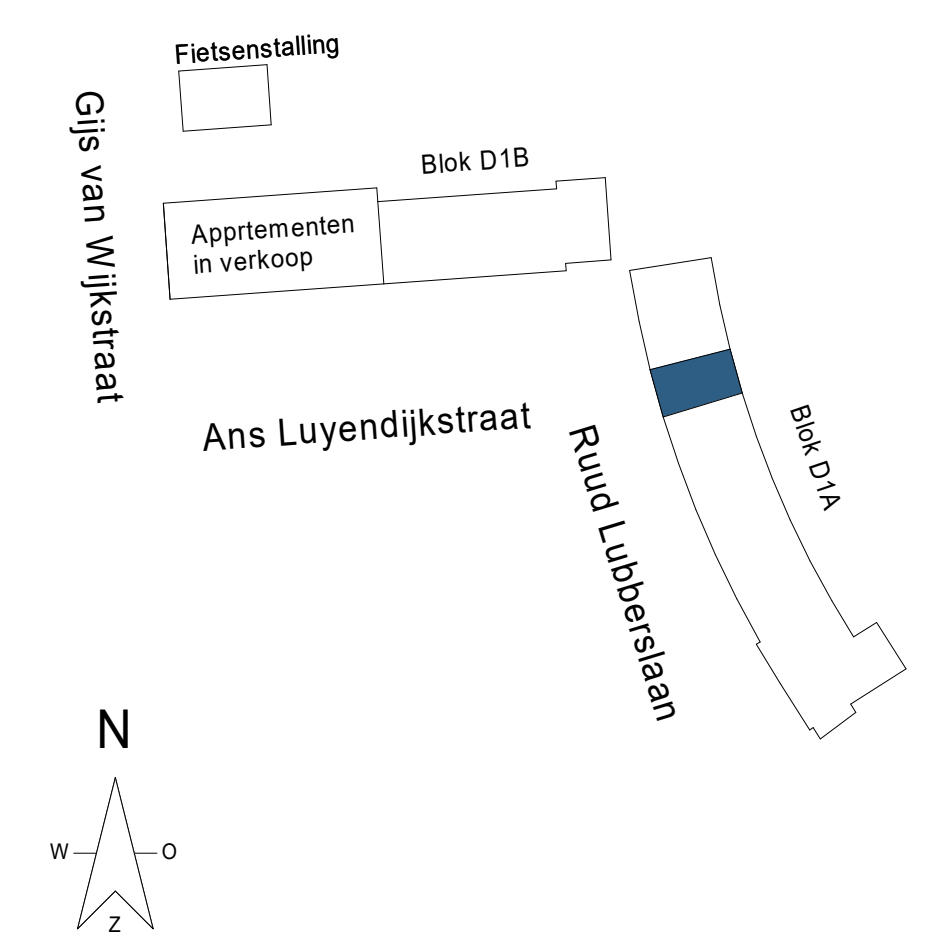 Fietsenstalling
Gijs van Wijkstraat
Blok D1B
Apprtementen
in verkoop
Ans Luyendijkstraat
Ruud Lubberslaan
Blok D1A
N
W
O
Z